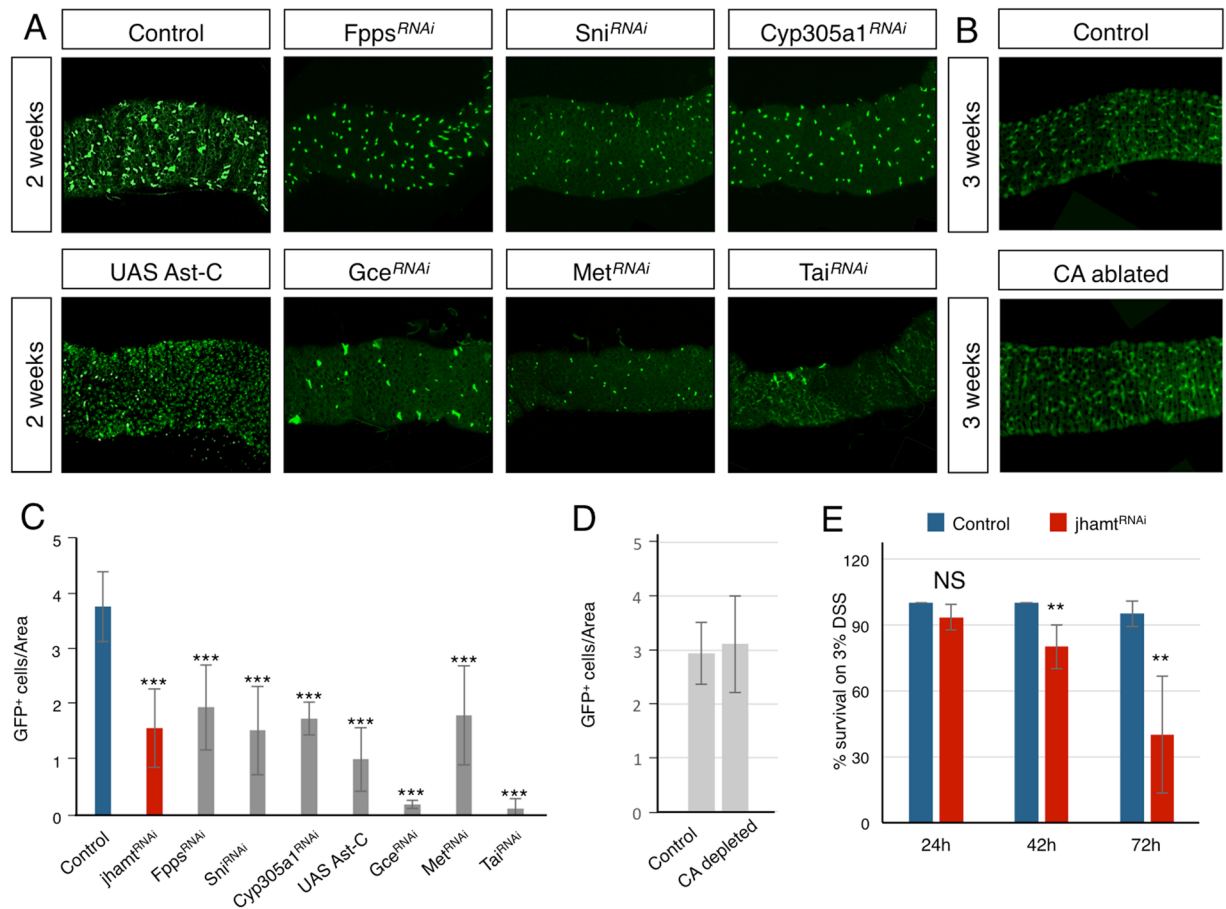 A
Control
Fpps^RNAi
Sni^RNAi
Cyp305a1^RNAi
B
Control
2 weeks
3 weeks
UAS Ast-C
Gce^RNAi
Met^RNAi
Tai^RNAi
CA ablated
2 weeks
3 weeks
C
GFP⁺ cells/Area
5
4
3
2
1
0
***
***
***
***
***
***
***
***
Control
jhamt^RNAi
Fpps^RNAi
Sni^RNAi
Cyp305a1^RNAi
UAS Ast-C
Gce^RNAi
Met^RNAi
Tai^RNAi
D
GFP⁺ cells/Area
5
4
3
2
1
0
Control
CA depleted
E
Control
jhamt^RNAi
% survival on 3% DSS
120
90
60
30
0
NS
**
**
24h
42h
72h